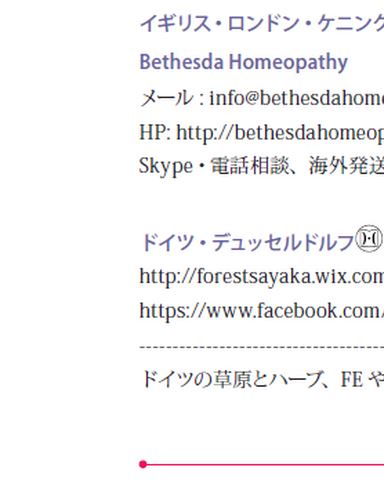 イギリス・ロンドン・ケニング
Bethesda Homeopathy
メール : info@bethesdahome
HP: http://bethesdahomeop
Skype・電話相談、海外発送
ドイツ・デュッセルドルフ
http://forestsayaka.wix.com
https://www.facebook.com/
ドイツの草原とハーブ、FE や